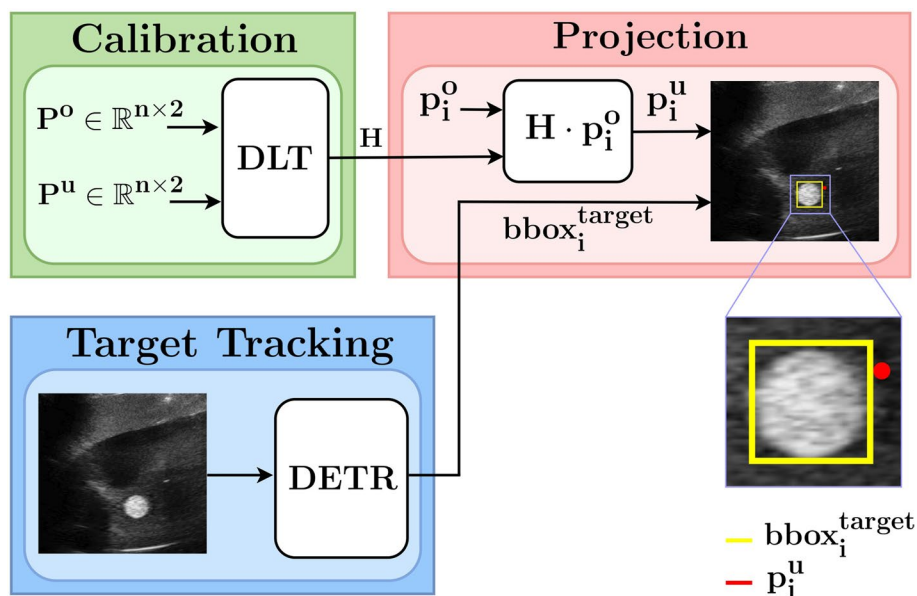 Calibration
P^o ∈ ℝ^{n×2}
P^u ∈ ℝ^{n×2}
DLT
H
Projection
p_i^o
H · p_i^o
p_i^u
bbox_i^{target}
Target Tracking
DETR
bbox_i^{target}
p_i^u